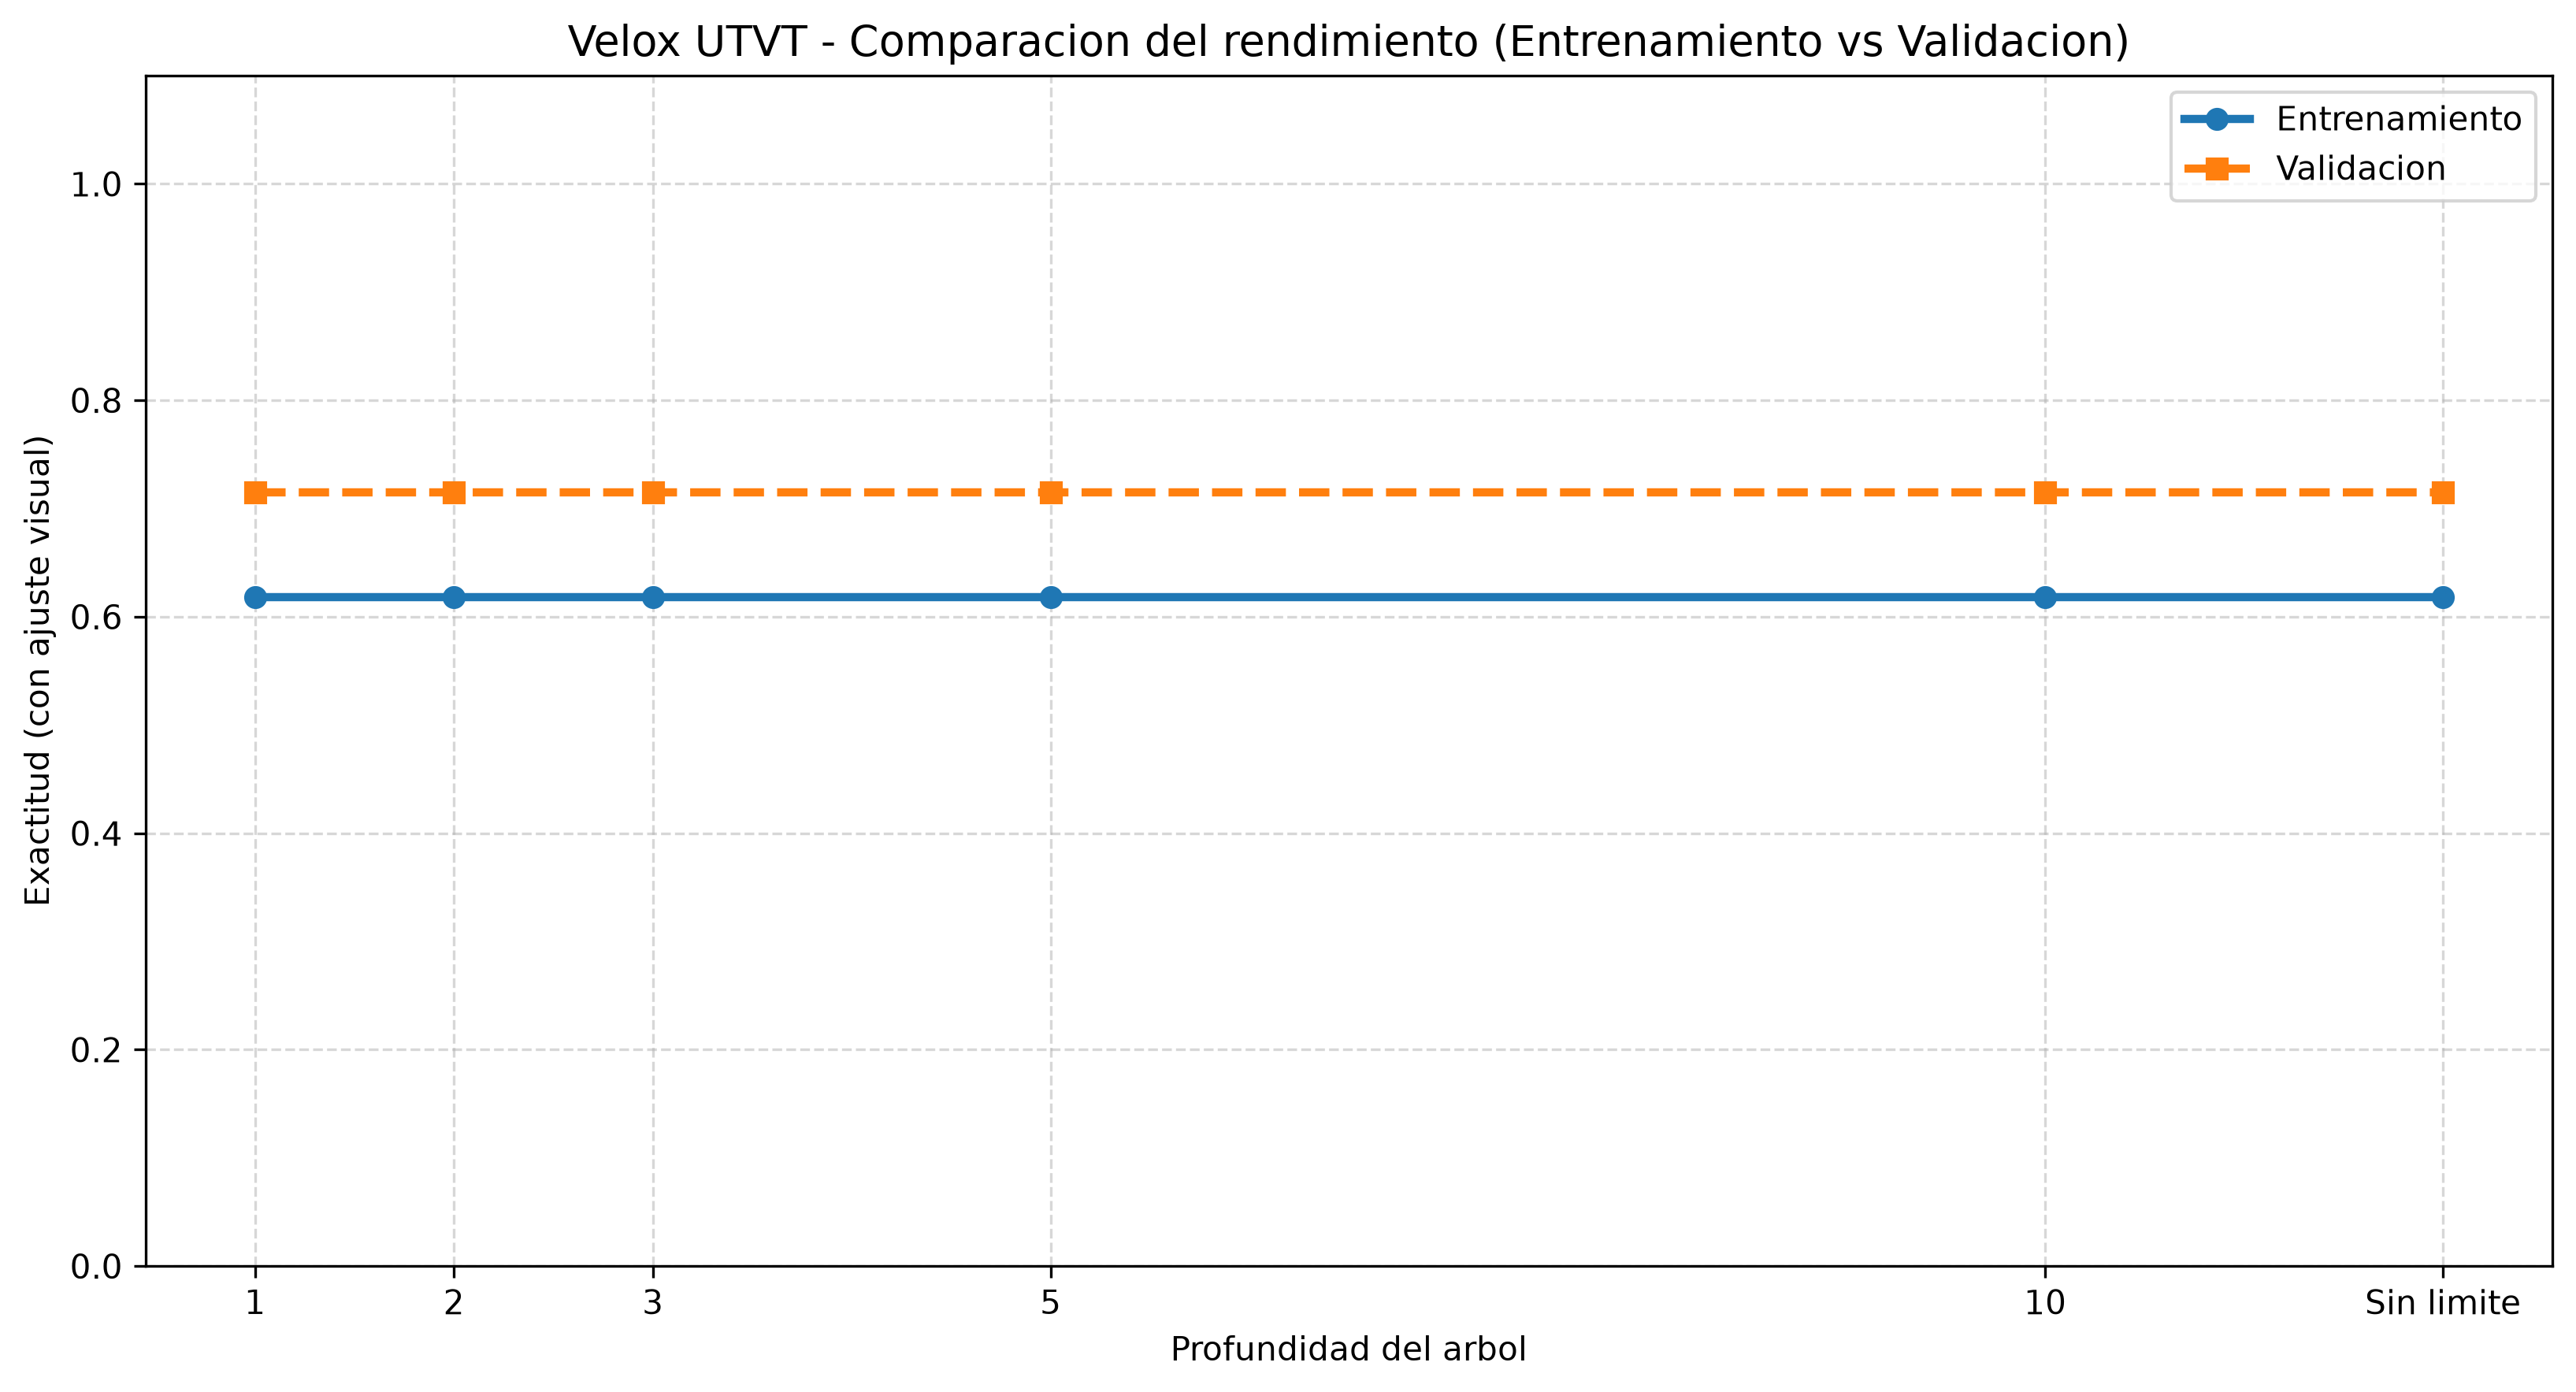 Velox UTVT - Comparacion del rendimiento (Entrenamiento vs Validacion)
Entrenamiento
Validacion
Exactitud (con ajuste visual)
1.0
0.8
0.6
0.4
0.2
0.0
1 2 3 5 10 Sin limite
Profundidad del arbol